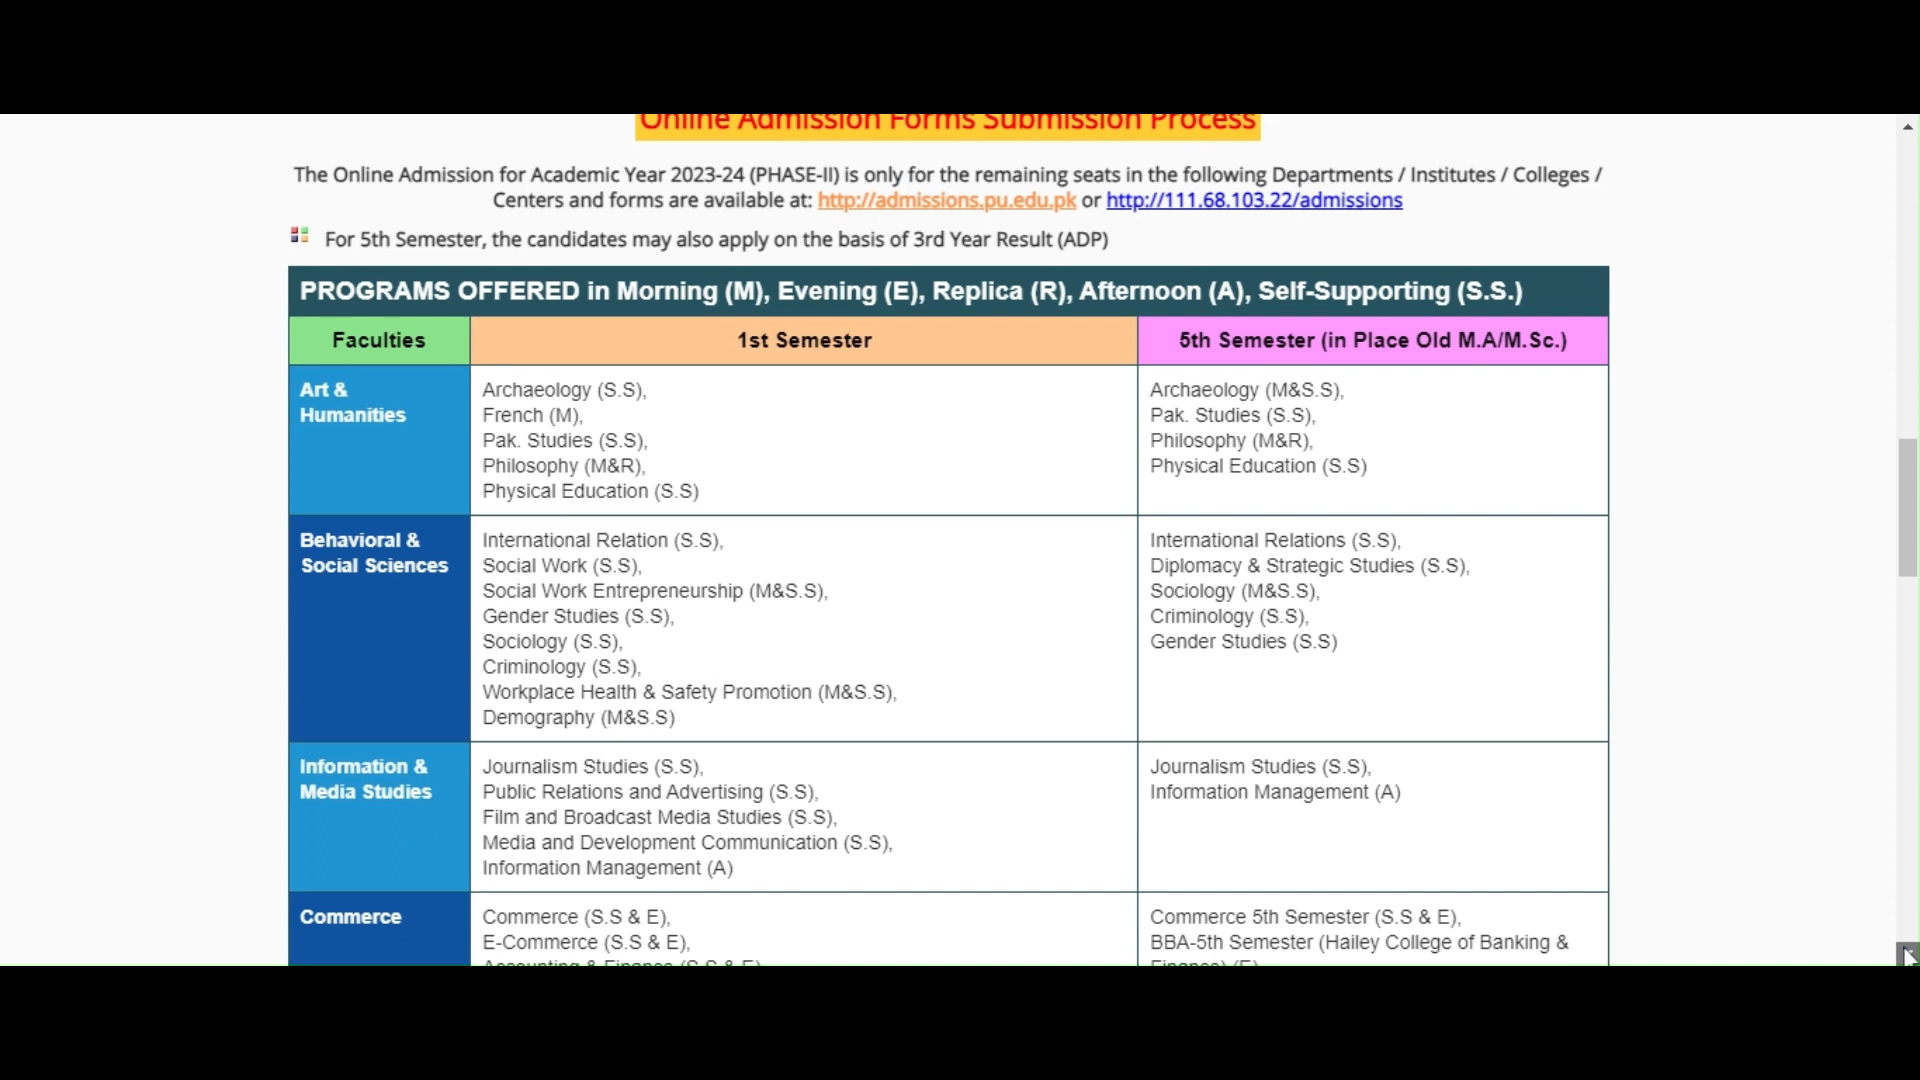 Online Admission Forms Submission Process
The Online Admission for Academic Year 2023-24 (PHASE-II) is only for the remaining seats in the following Departments / Institutes / Colleges /
Centers and forms are available at: http://admissions.pu.edu.pk or http://111.68.103.22/admissions
For 5th Semester, the candidates may also apply on the basis of 3rd Year Result (ADP)
PROGRAMS OFFERED in Morning (M), Evening (E), Replica (R), Afternoon (A), Self-Supporting (S.S.)
Faculties
1st Semester
5th Semester (in Place Old M.A/M.Sc.)
Art &
Humanities
Archaeology (S.S),
French (M),
Pak. Studies (S.S),
Philosophy (M&R),
Physical Education (S.S)
Archaeology (M&S.S),
Pak. Studies (S.S),
Philosophy (M&R),
Physical Education (S.S)
Behavioral &
Social Sciences
International Relation (S.S),
Social Work (S.S),
Social Work Entrepreneurship (M&S.S),
Gender Studies (S.S),
Sociology (S.S),
Criminology (S.S),
Workplace Health & Safety Promotion (M&S.S),
Demography (M&S.S)
International Relations (S.S),
Diplomacy & Strategic Studies (S.S),
Sociology (M&S.S),
Criminology (S.S),
Gender Studies (S.S)
Information &
Media Studies
Journalism Studies (S.S),
Public Relations and Advertising (S.S),
Film and Broadcast Media Studies (S.S),
Media and Development Communication (S.S),
Information Management (A)
Journalism Studies (S.S),
Information Management (A)
Commerce
Commerce (S.S & E),
E-Commerce (S.S & E),
Accounting & Finance (S.S & E)
Commerce 5th Semester (S.S & E),
BBA-5th Semester (Hailey College of Banking &
Finance) (E)